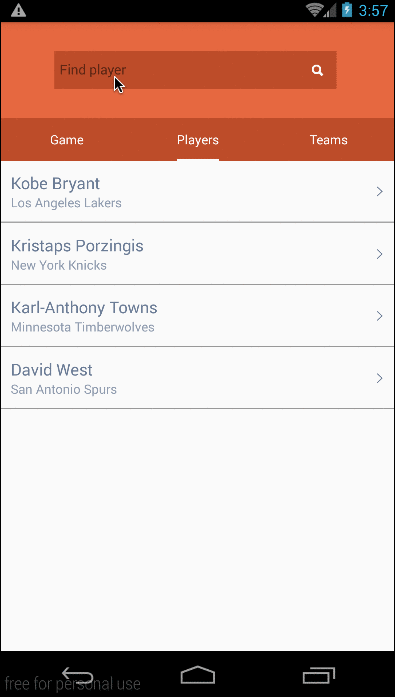 3:57
Find player
Game Players Teams
Kobe Bryant
Los Angeles Lakers
Kristaps Porzingis
New York Knicks
Karl-Anthony Towns
Minnesota Timberwolves
David West
San Antonio Spurs
free for personal use